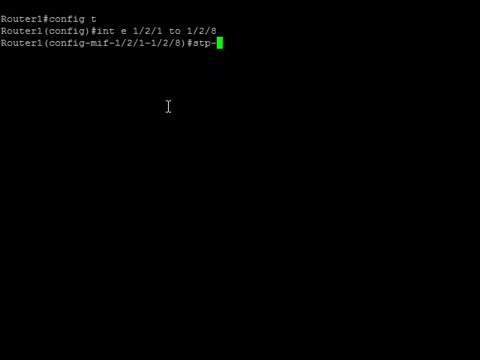 Router1#config t
Router1(config)#int e 1/2/1 to 1/2/8
Router1(config-mif-1/2/1-1/2/8)#stp-